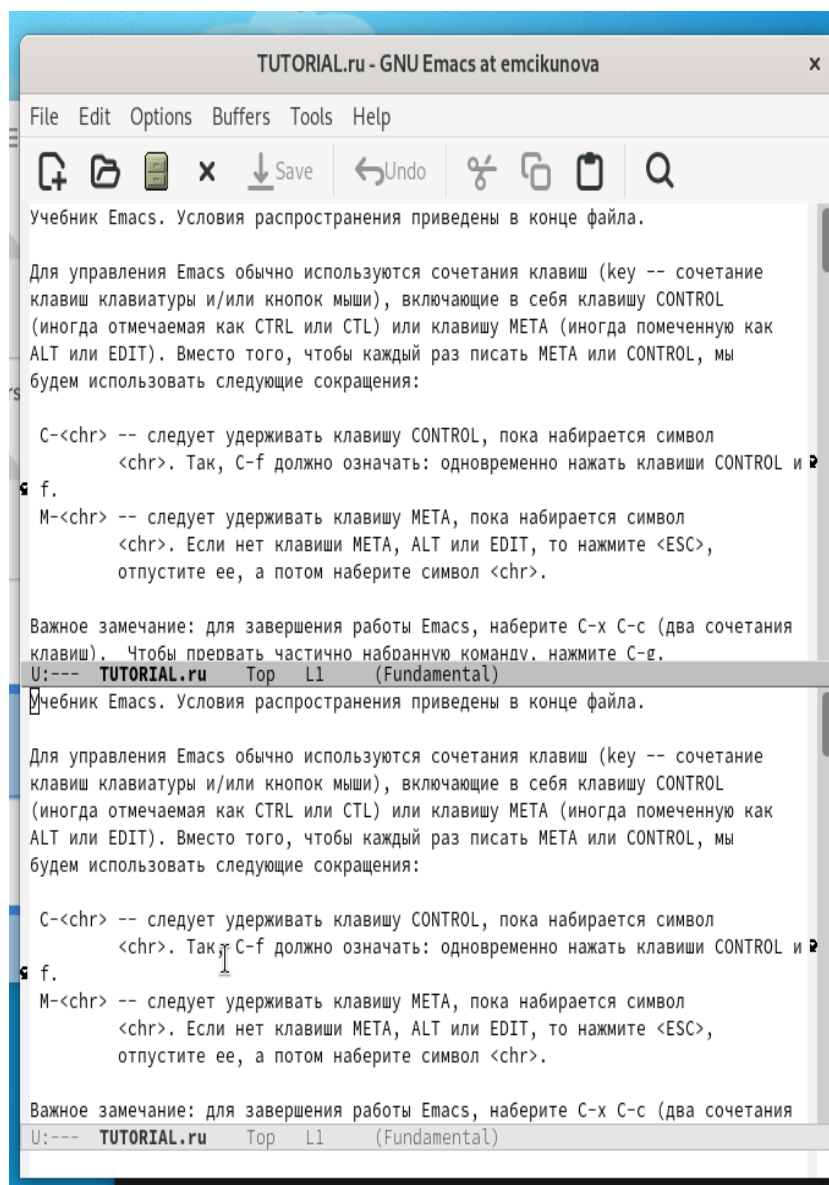 TUTORIAL.ru - GNU Emacs at emcikunova
File Edit Options Buffers Tools Help
Save Undo
Учебник Emacs. Условия распространения приведены в конце файла.
Для управления Emacs обычно используются сочетания клавиш (key -- сочетание
клавиш клавиатуры и/или кнопок мыши), включающие в себя клавишу CONTROL
(иногда отмечаемая как CTRL или CTL) или клавишу META (иногда помеченную как
ALT или EDIT). Вместо того, чтобы каждый раз писать META или CONTROL, мы
будем использовать следующие сокращения:
C-<chr> -- следует удерживать клавишу CONTROL, пока набирается символ
<chr>. Так, C-f должно означать: одновременно нажать клавиши CONTROL и
f.
M-<chr> -- следует удерживать клавишу META, пока набирается символ
<chr>. Если нет клавиши META, ALT или EDIT, то нажмите <ESC>,
отпустите ее, а потом наберите символ <chr>.
Важное замечание: для завершения работы Emacs, наберите C-x C-c (два сочетания
клавиш).  Чтобы прервать частично набранную команду, нажмите C-g.
U:---  TUTORIAL.ru    Top   L1     (Fundamental)
Учебник Emacs. Условия распространения приведены в конце файла.
Для управления Emacs обычно используются сочетания клавиш (key -- сочетание
клавиш клавиатуры и/или кнопок мыши), включающие в себя клавишу CONTROL
(иногда отмечаемая как CTRL или CTL) или клавишу META (иногда помеченную как
ALT или EDIT). Вместо того, чтобы каждый раз писать META или CONTROL, мы
будем использовать следующие сокращения:
C-<chr> -- следует удерживать клавишу CONTROL, пока набирается символ
<chr>. Так, C-f должно означать: одновременно нажать клавиши CONTROL и
f.
M-<chr> -- следует удерживать клавишу META, пока набирается символ
<chr>. Если нет клавиши META, ALT или EDIT, то нажмите <ESC>,
отпустите ее, а потом наберите символ <chr>.
Важное замечание: для завершения работы Emacs, наберите C-x C-c (два сочетания
U:---  TUTORIAL.ru    Top   L1     (Fundamental)